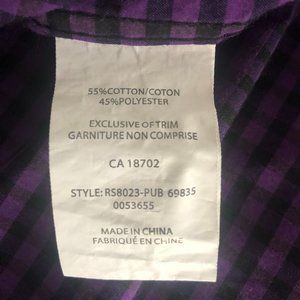 55%COTTON/COTON
45%POLYESTER
EXCLUSIVE OF TRIM
GARNITURE NON COMPRISE
CA 18702
STYLE: RS8023-PUB 69835
0053655
MADE IN CHINA
FABRIQUÉ EN CHINE